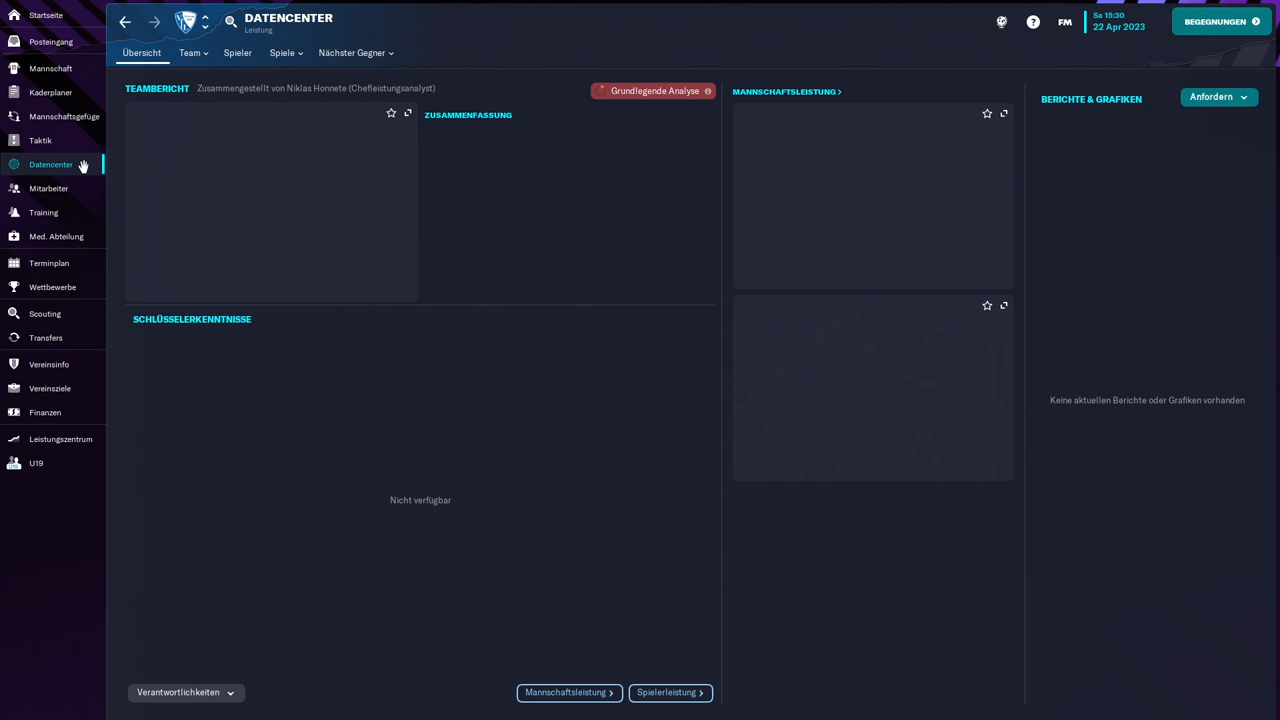 Startseite
Posteingang
Mannschaft
Kaderplaner
Mannschaftsgefüge
Taktik
Datencenter
Mitarbeiter
Training
Med. Abteilung
Terminplan
Wettbewerbe
Scouting
Transfers
Vereinsinfo
Vereinsziele
Finanzen
Leistungszentrum
U19
U19
DATENCENTER
Leistung
FM
Sa 15:30
22 Apr 2023
BEGEGNUNGEN
Übersicht
Team
Spieler
Spiele
Nächster Gegner
TEAMBERICHT Zusammengestellt von Niklas Honnete (Chefleistungsanalyst)
Grundlegende Analyse
ZUSAMMENFASSUNG
SCHLÜSSELERKENNTNISSE
Nicht verfügbar
Verantwortlichkeiten
Mannschaftsleistung
Spielerleistung
MANNSCHAFTSLEISTUNG
BERICHTE & GRAFIKEN
Anfordern
Keine aktuellen Berichte oder Grafiken vorhanden